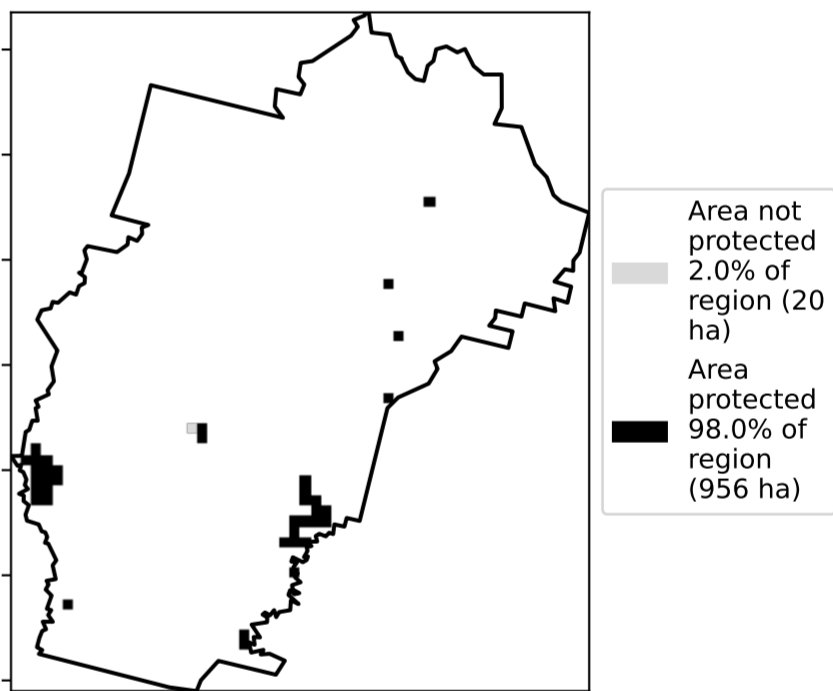 Area not
protected
2.0% of
region (20
ha)
Area
protected
98.0% of
region
(956 ha)